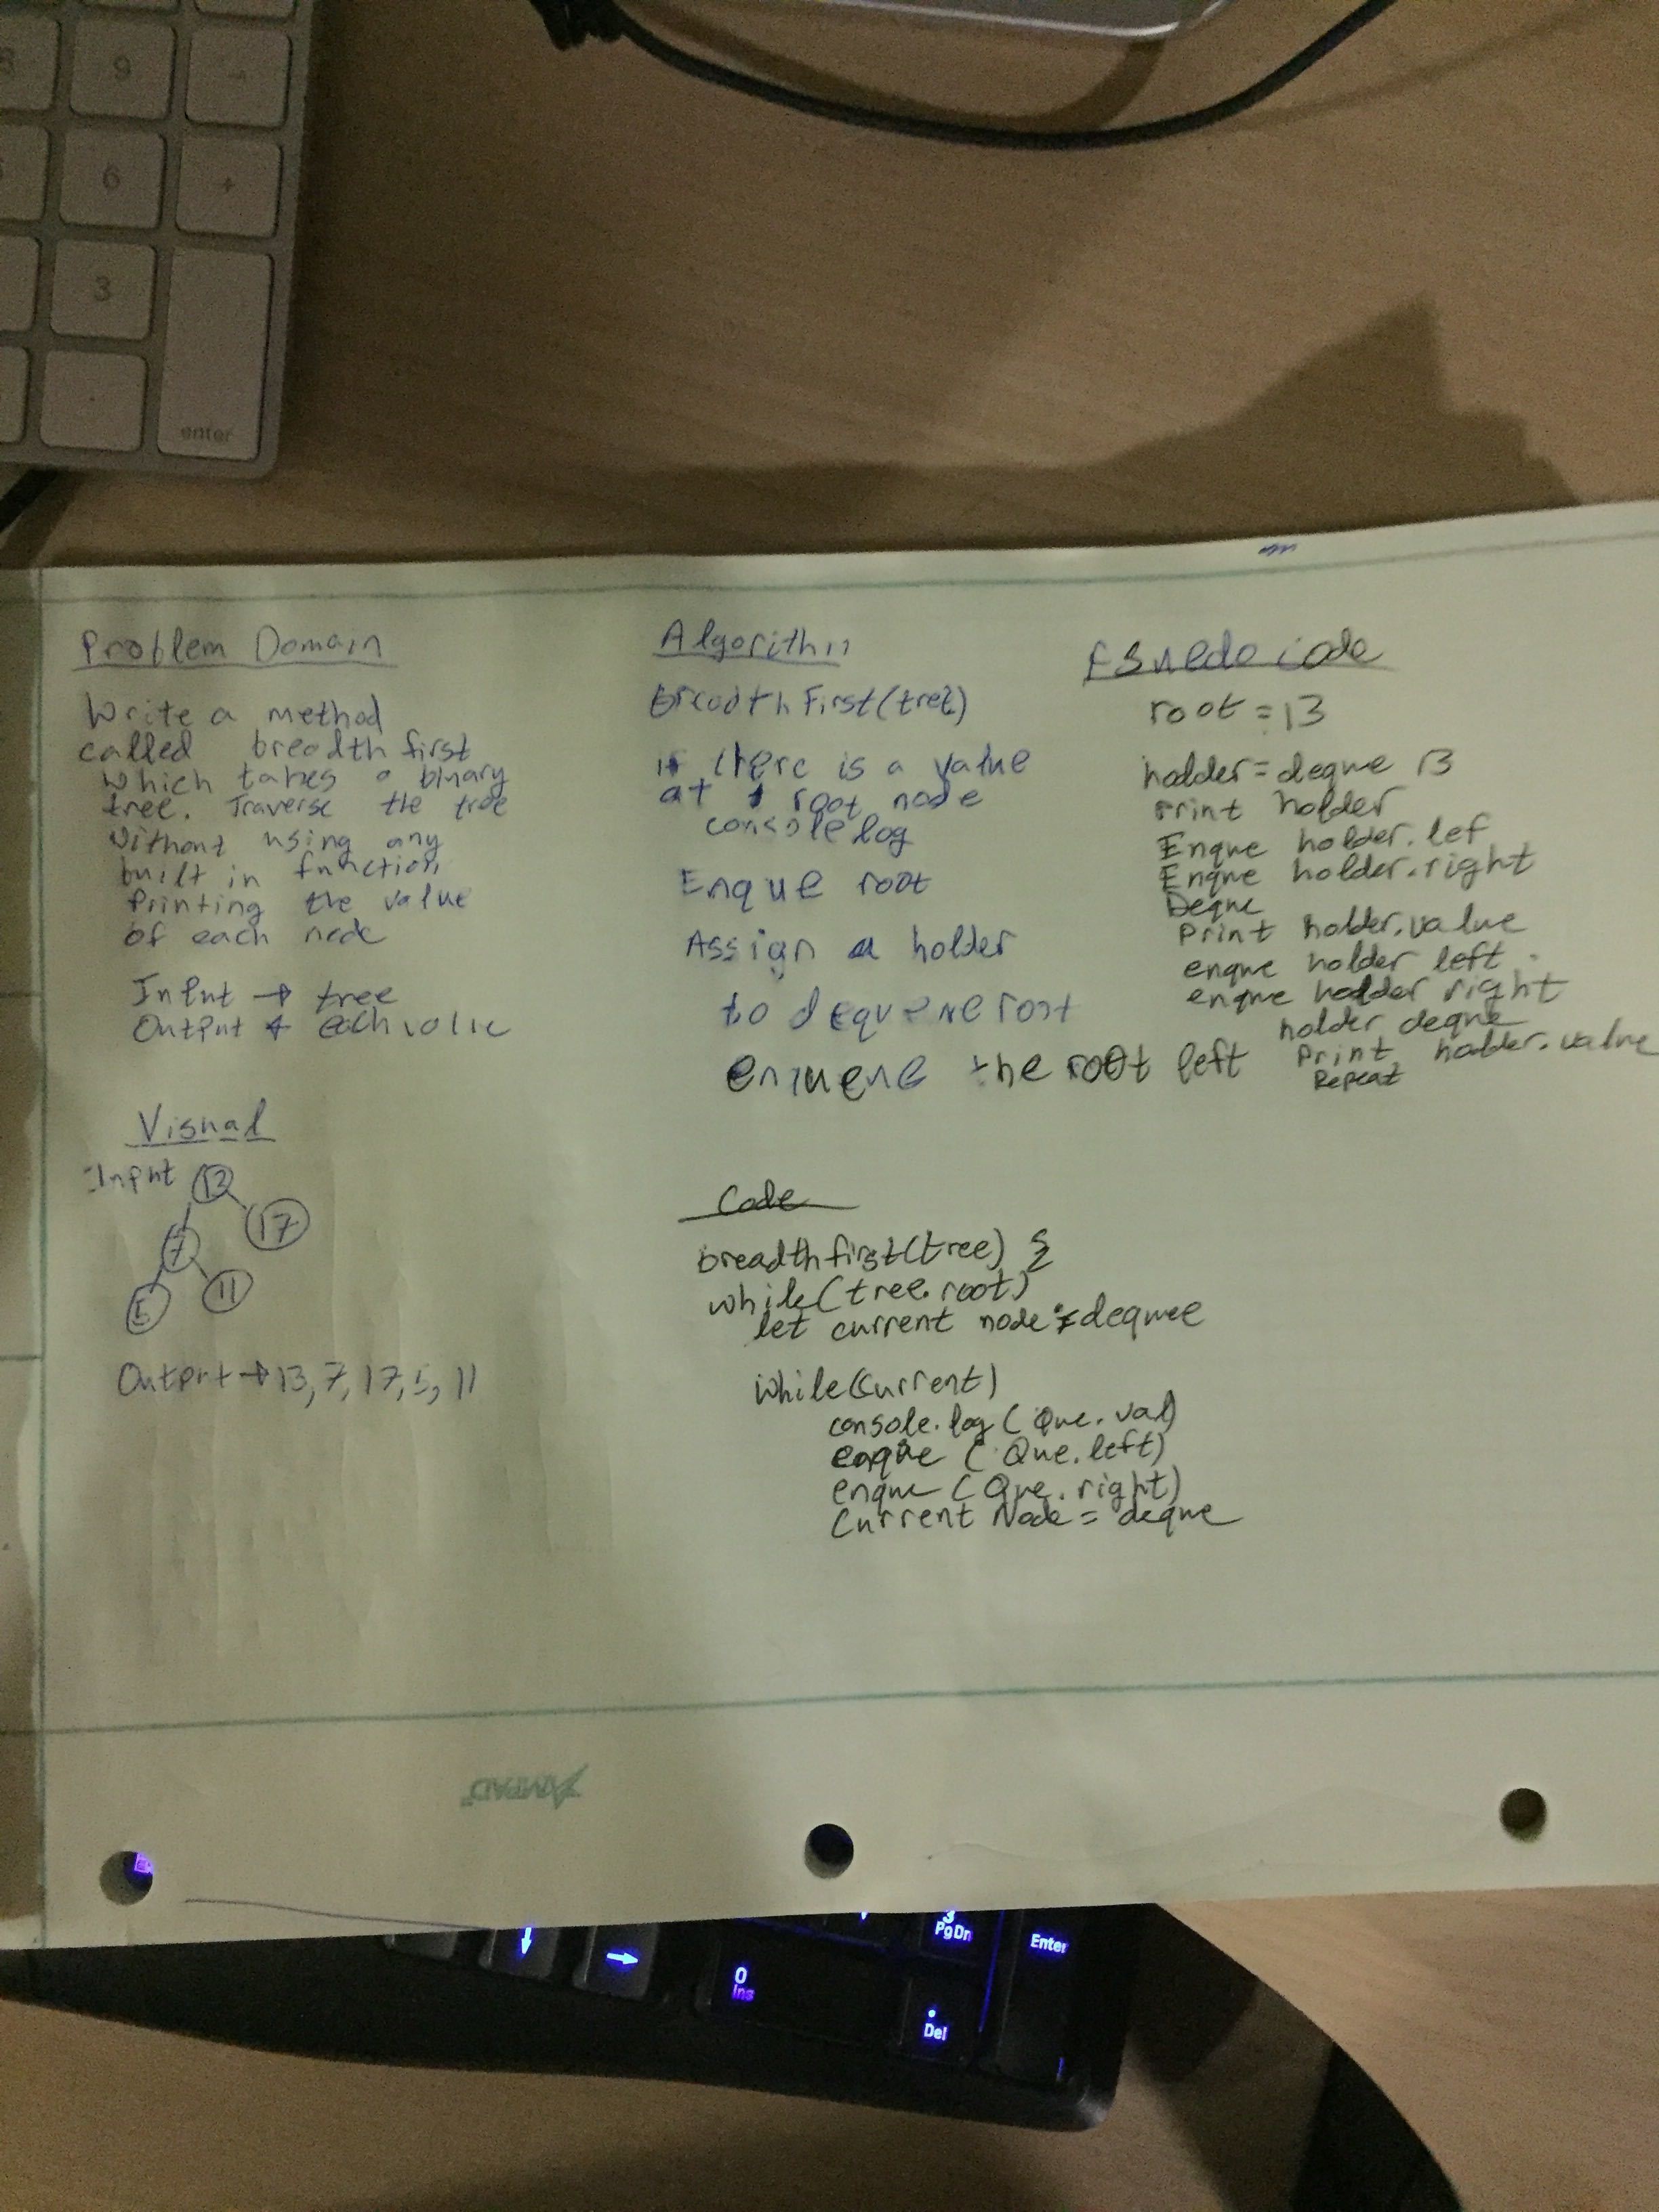 9
6
+
3
enter
Problem Domain
Write a method
called breadth first
which takes a binary
tree. Traverse the tree
without using any
built in function
Printing the value
of each node
Input → tree
Output → each value
Visual
Input 13
17
7
5 11
Output → 13, 7, 17, 5, 11
Algorithm
breadthFirst(tree)
if there is a value
at root node
console log
Enque root
Assign a holder
to dequeue root
enqueue the root left
Psuedo code
root = 13
holder = deque 13
print holder
Enque holder.lef
Enque holder.right
Deque
Print holder.value
enque holder left
enque holder right
holder deque
Print holder.value
Repeat
Code
breadthfirst(tree) {
while(tree.root)
let current node = dequee
while(current)
console.log( Que.val)
enque ( Que.left)
enque ( Que.right)
Current Node = deque
AMPAD
3
PgDn
Enter
0
Ins
.
Del